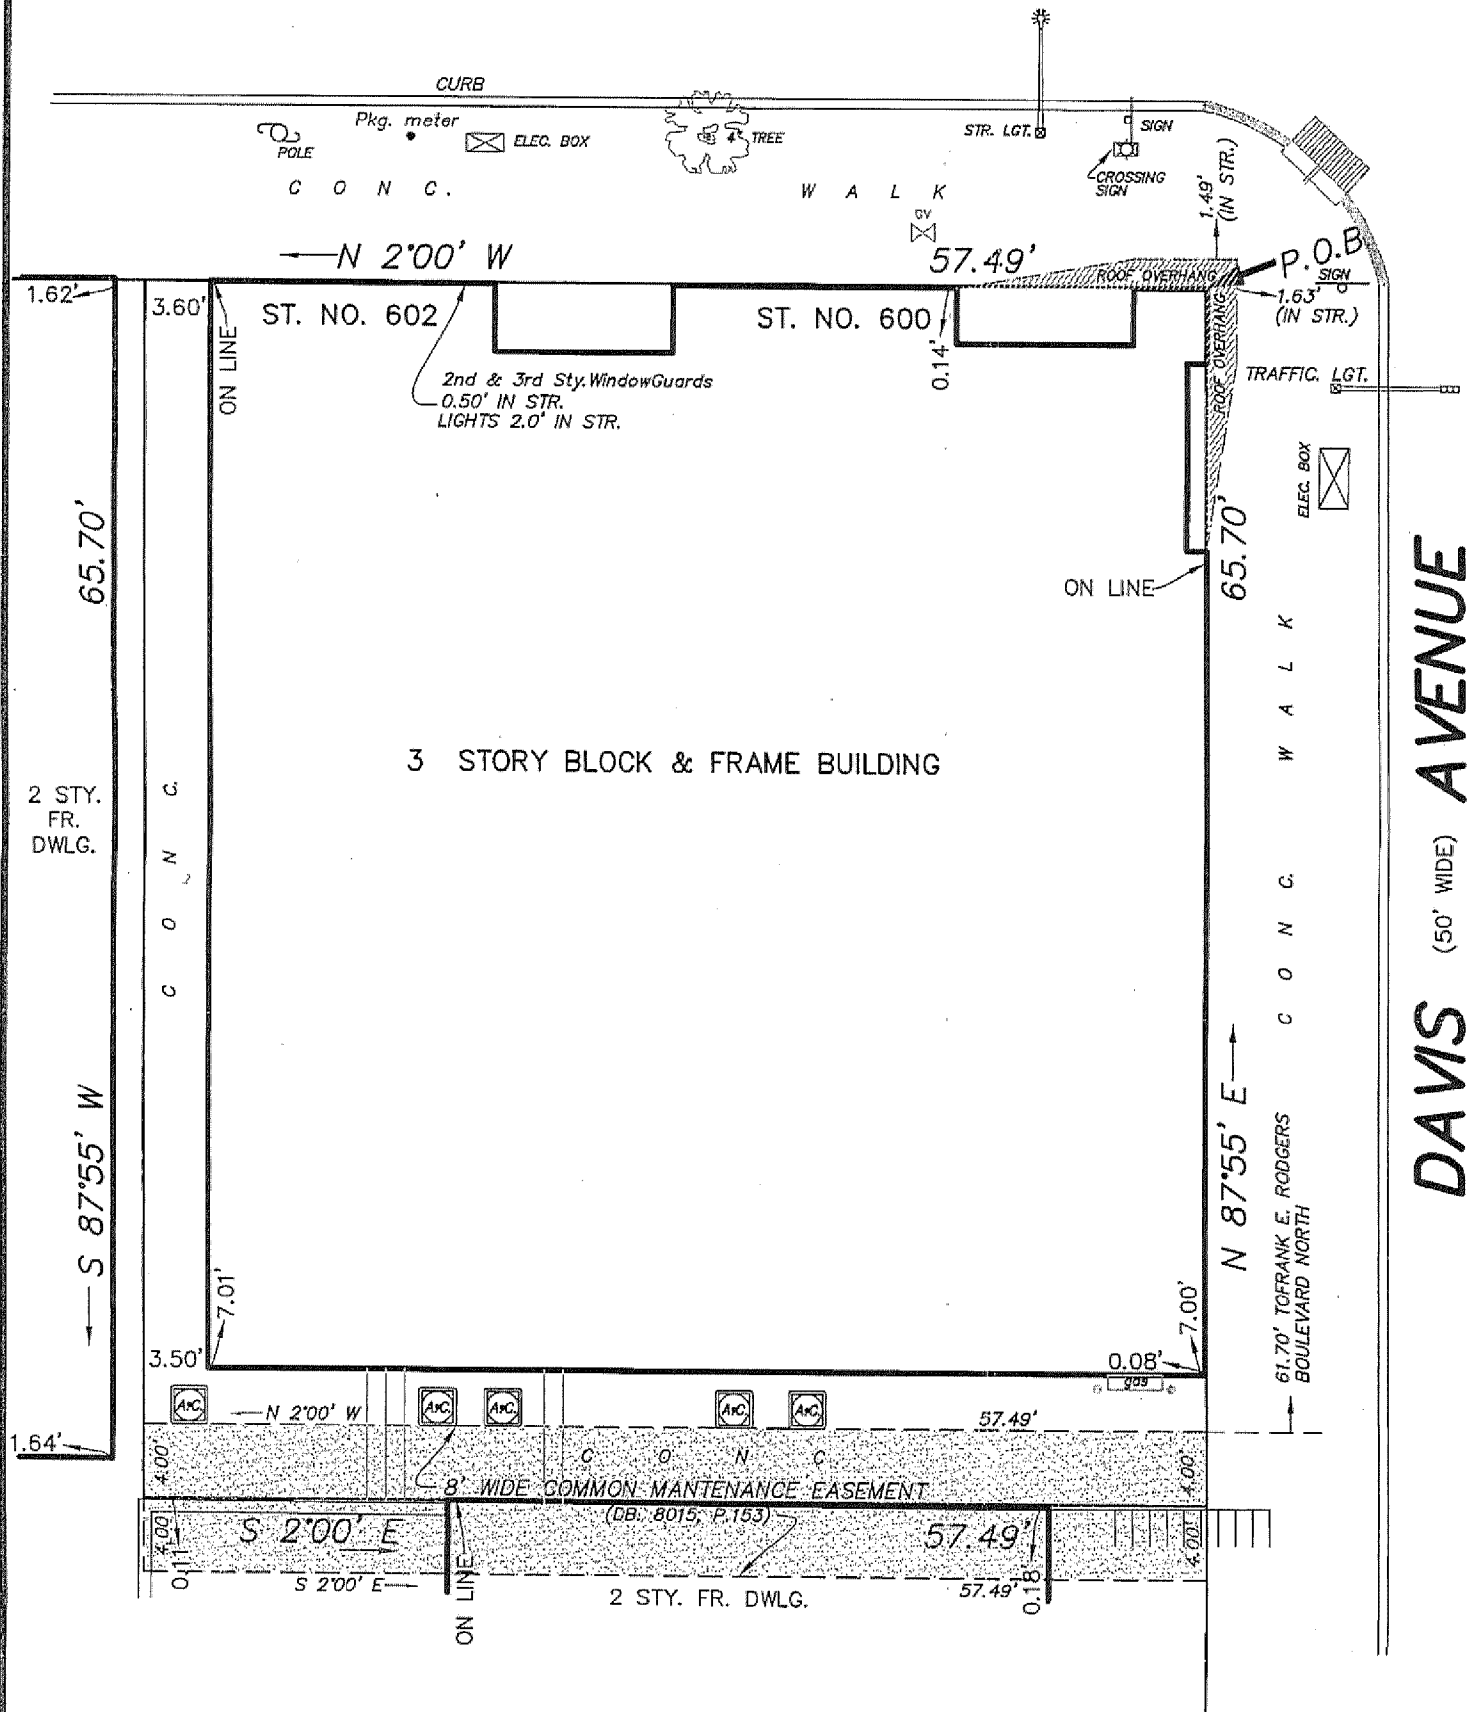 CURB
Pkg. meter
POLE
ELEC. BOX
TREE
STR. LGT.
SIGN
CROSSING
SIGN
CONC.
WALK
GV
1.49'
(IN STR.)
N 2°00' W
57.49'
ROOF OVERHANG
P.O.B.
SIGN
1.63'
(IN STR.)
1.62'
3.60'
ST. NO. 602
ST. NO. 600
ON LINE
0.14'
ROOF OVERHANG
2nd & 3rd Sty.WindowGuards
0.50' IN STR.
LIGHTS 2.0' IN STR.
TRAFFIC. LGT.
ELEC. BOX
65.70'
65.70'
ON LINE
3 STORY BLOCK & FRAME BUILDING
2 STY.
FR.
DWLG.
CONC.
CONC. WALK
DAVIS (50' WIDE) AVENUE
S 87°55' W
N 87°55' E
61.70' TOFRANK E. RODGERS
BOULEVARD NORTH
7.01'
7.00'
3.50'
0.08'
gas
A/C.
A/C.
A/C.
A/C.
A/C.
N 2°00' W
57.49'
1.64'
4.00'
CONC
4.00'
8' WIDE COMMON MANTENANCE EASEMENT
(DB. 8015, P.153)
4.00'
S 2°00' E
57.49'
4.00'
0.11'
S 2°00' E
57.49'
0.18'
ON LINE
2 STY. FR. DWLG.